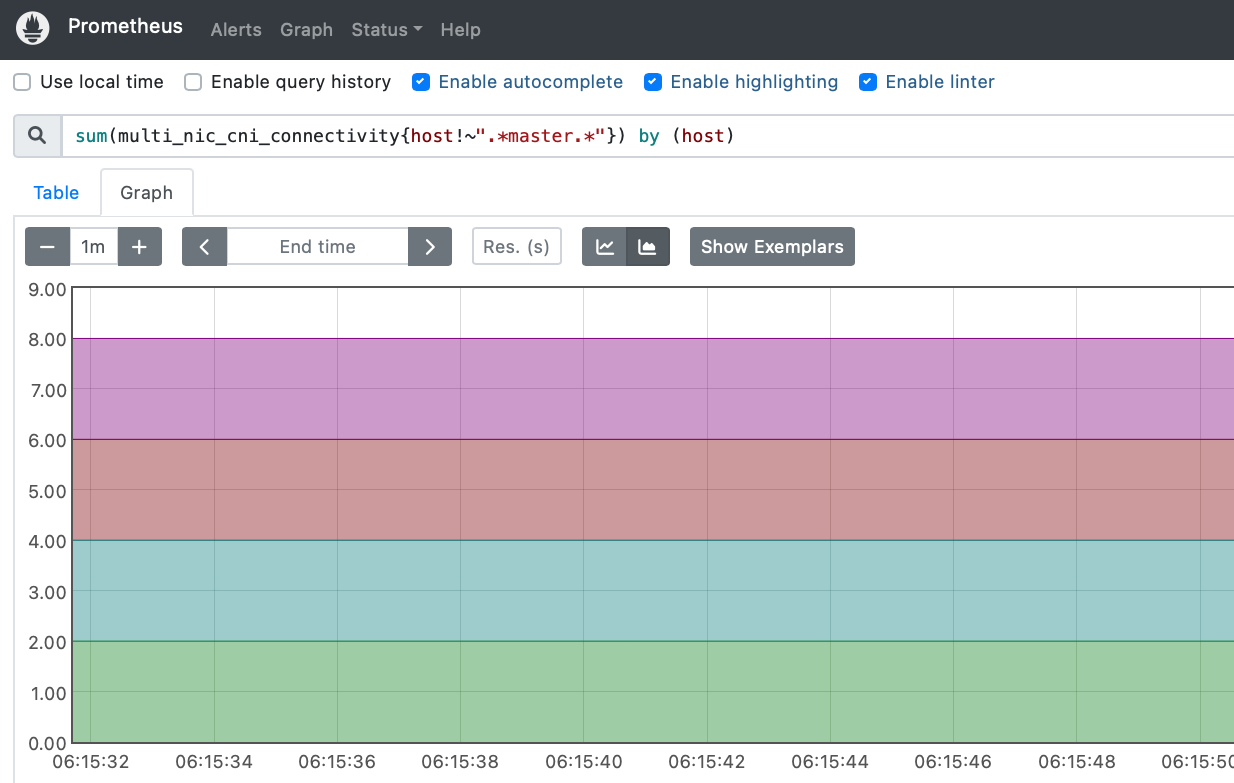 Prometheus Alerts Graph Status Help
Use local time Enable query history Enable autocomplete Enable highlighting Enable linter
sum(multi_nic_cni_connectivity{host!~".*master.*"}) by (host)
Table Graph
− 1m + End time Res. (s) Show Exemplars
9.00
8.00
7.00
6.00
5.00
4.00
3.00
2.00
1.00
0.00
06:15:32 06:15:34 06:15:36 06:15:38 06:15:40 06:15:42 06:15:44 06:15:46 06:15:48 06:15:50